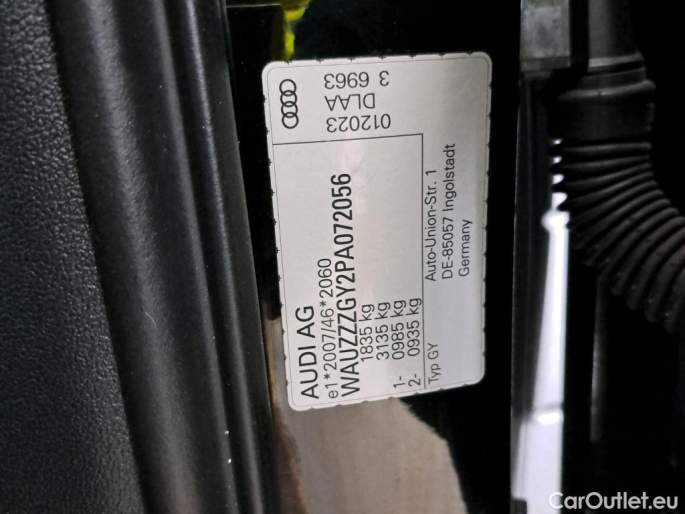 AUDI AG
e1*2007/46*2060
WAUZZZGY2PA072056
1835 kg
3135 kg
1- 0985 kg
2- 0935 kg
Typ GY
012023
DLAA
3 6963
Auto-Union-Str. 1
DE-85057 Ingolstadt
Germany
CarOutlet.eu